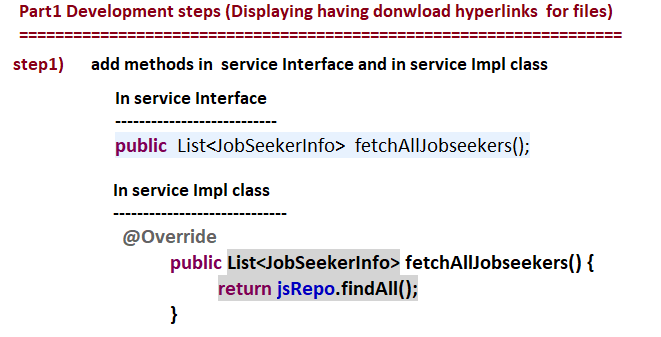 Part1 Development steps (Displaying having donwload hyperlinks  for files)
=====================================================================
step1)  add methods in  service Interface and in service Impl class
In service Interface
---------------------------
public  List<JobSeekerInfo>  fetchAllJobseekers();
In service Impl class
-----------------------------
@Override
public List<JobSeekerInfo> fetchAllJobseekers() {
return jsRepo.findAll();
}